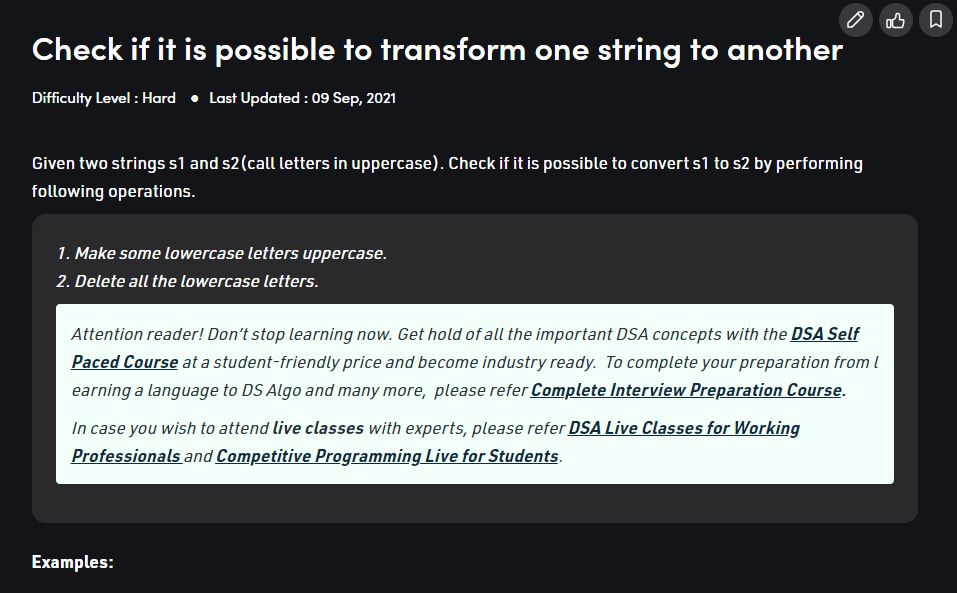 Check if it is possible to transform one string to another
Difficulty Level : Hard ● Last Updated : 09 Sep, 2021
Given two strings s1 and s2(call letters in uppercase). Check if it is possible to convert s1 to s2 by performing
following operations.
1. Make some lowercase letters uppercase.
2. Delete all the lowercase letters.
Attention reader! Don't stop learning now. Get hold of all the important DSA concepts with the DSA Self
Paced Course at a student-friendly price and become industry ready. To complete your preparation from l
earning a language to DS Algo and many more, please refer Complete Interview Preparation Course.
In case you wish to attend live classes with experts, please refer DSA Live Classes for Working
Professionals and Competitive Programming Live for Students.
Examples: